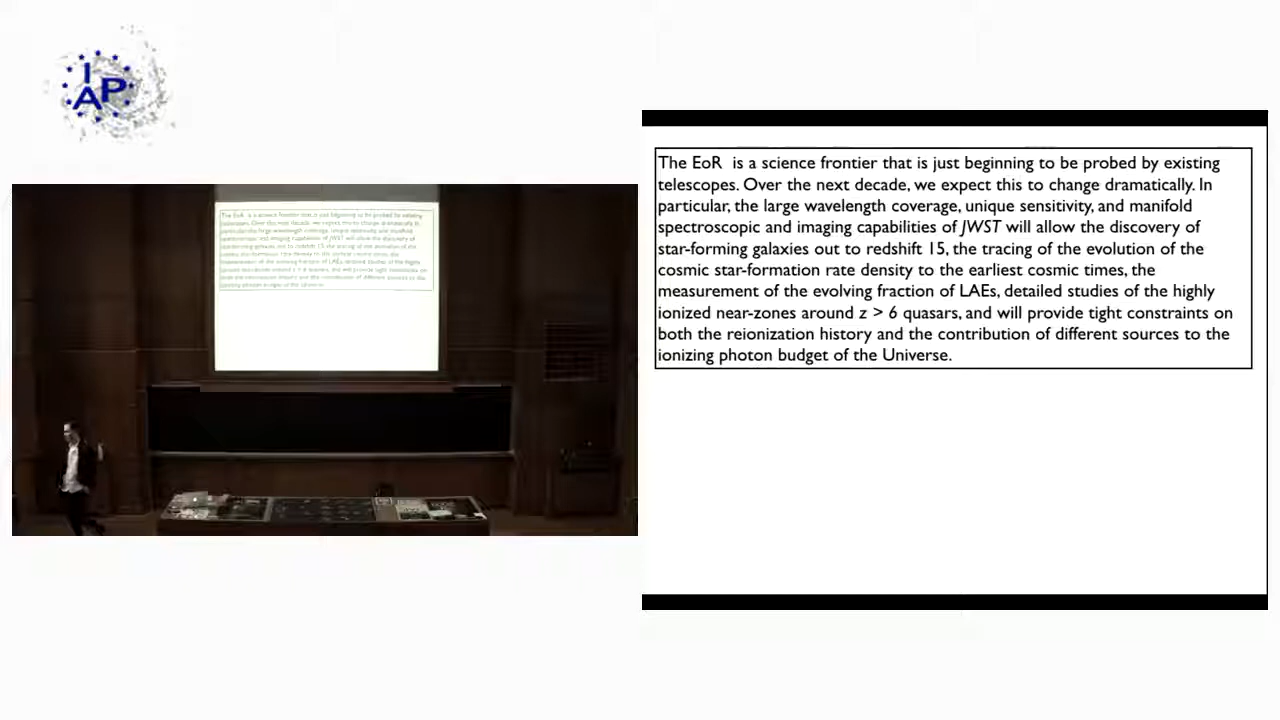 IAP
The EoR is a science frontier that is just beginning to be probed by existing
telescopes. Over the next decade, we expect this to change dramatically. In
particular, the large wavelength coverage, unique sensitivity, and manifold
spectroscopic and imaging capabilities of JWST will allow the discovery of
star-forming galaxies out to redshift 15, the tracing of the evolution of the
cosmic star-formation rate density to the earliest cosmic times, the
measurement of the evolving fraction of LAEs, detailed studies of the highly
ionized near-zones around z > 6 quasars, and will provide tight constraints on
both the reionization history and the contribution of different sources to the
ionizing photon budget of the Universe.